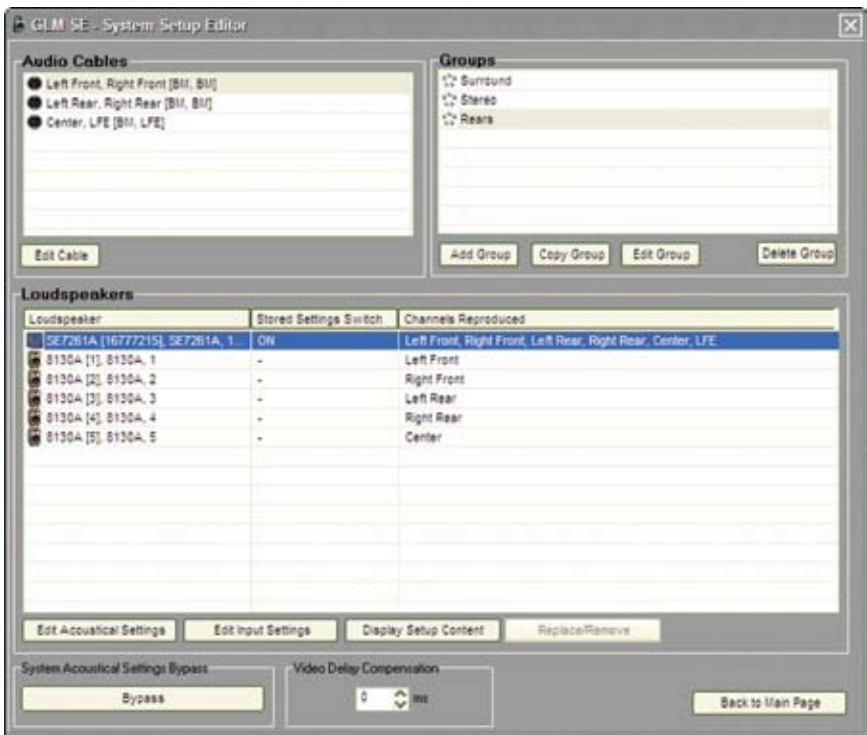 GLM SE - System Setup Editor
Audio Cables
Left Front, Right Front [BM, BM]
Left Rear, Right Rear [BM, BM]
Center, LFE [BM, LFE]
Edit Cable
Groups
Surround
Stereo
Rears
Add Group
Copy Group
Edit Group
Delete Group
Loudspeakers
Loudspeaker Stored Settings Switch Channels Reproduced
SE7261A [16777215], SE7261A, 1... ON Left Front, Right Front, Left Rear, Right Rear, Center, LFE
8130A [1], 8130A, 1 - Left Front
8130A [2], 8130A, 2 - Right Front
8130A [3], 8130A, 3 - Left Rear
8130A [4], 8130A, 4 - Right Rear
8130A [5], 8130A, 5 - Center
Edit Acoustical Settings
Edit Input Settings
Display Setup Content
Replace/Remove
System Acoustical Settings Bypass
Bypass
Video Delay Compensation
0 ms
Back to Main Page